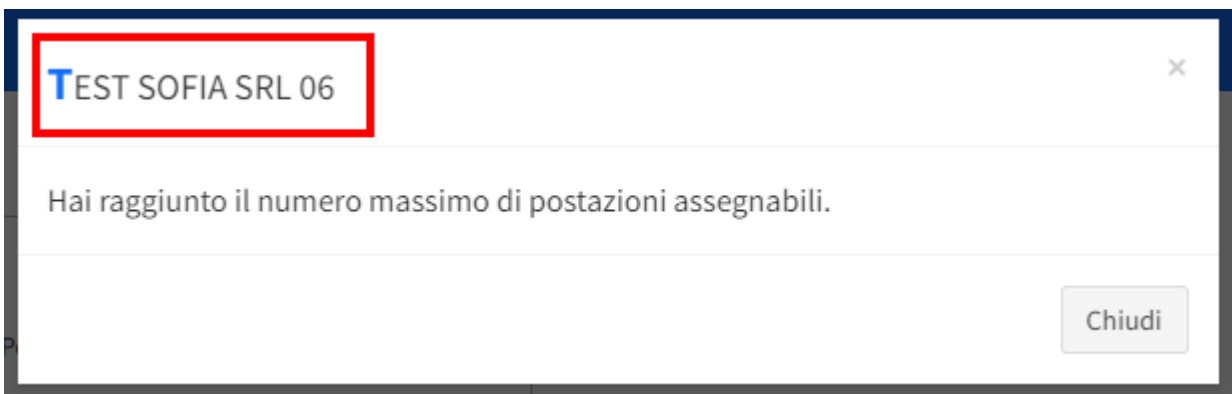 TEST SOFIA SRL 06
×
Hai raggiunto il numero massimo di postazioni assegnabili.
Chiudi